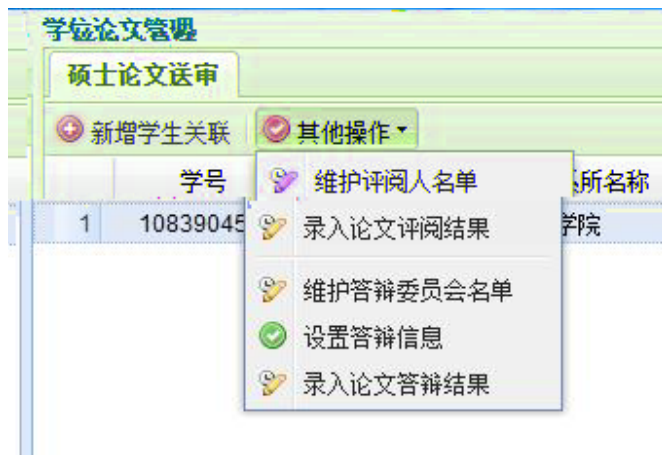 学位论文管理
硕士论文送审
新增学生关联 其他操作
学号 所名称
1 10839045 学院
维护评阅人名单
录入论文评阅结果
维护答辩委员会名单
设置答辩信息
录入论文答辩结果